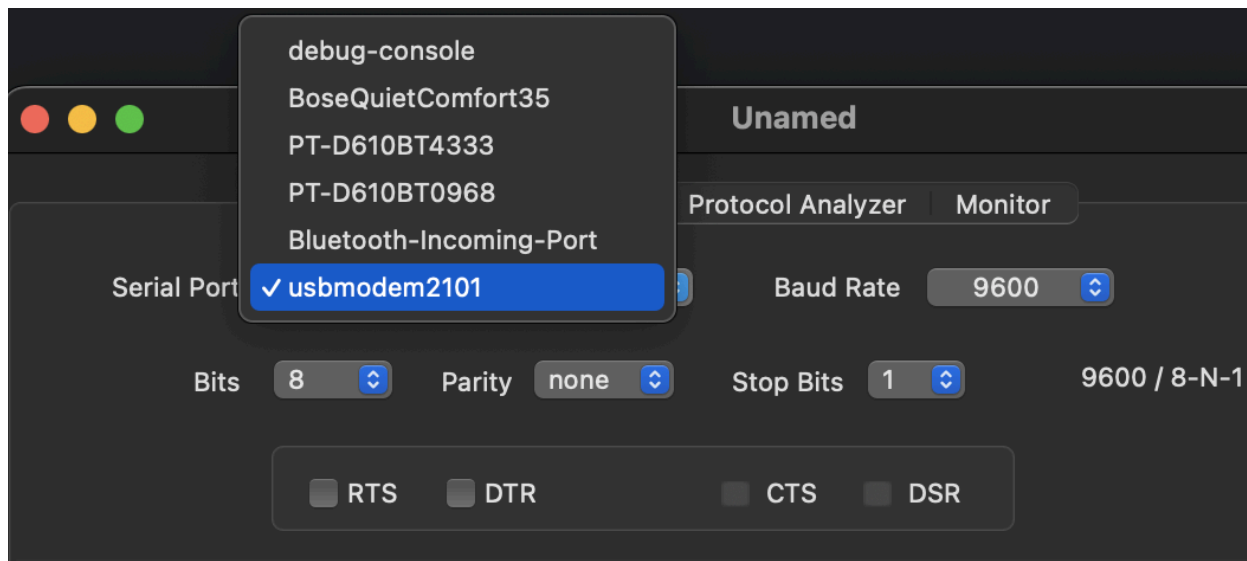 debug-console
BoseQuietComfort35
Unamed
PT-D610BT4333
PT-D610BT0968
Protocol Analyzer Monitor
Bluetooth-Incoming-Port
Serial Port ✓ usbmodem2101 Baud Rate 9600
Bits 8 Parity none Stop Bits 1 9600 / 8-N-1
RTS DTR CTS DSR